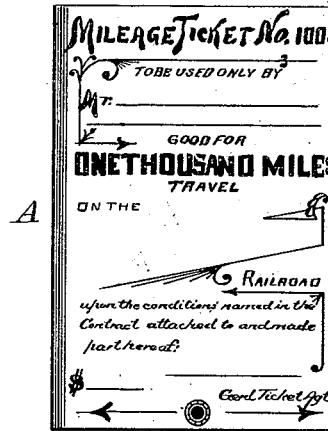 MILEAGE TICKET No. 100
3
TO BE USED ONLY BY
MR.
GOOD FOR
ONE THOUSAND MILES
TRAVEL
A
ON THE
RAILROAD
upon the conditions named in the
Contract attached to and made
part hereof:
$
Genl Ticket Agt